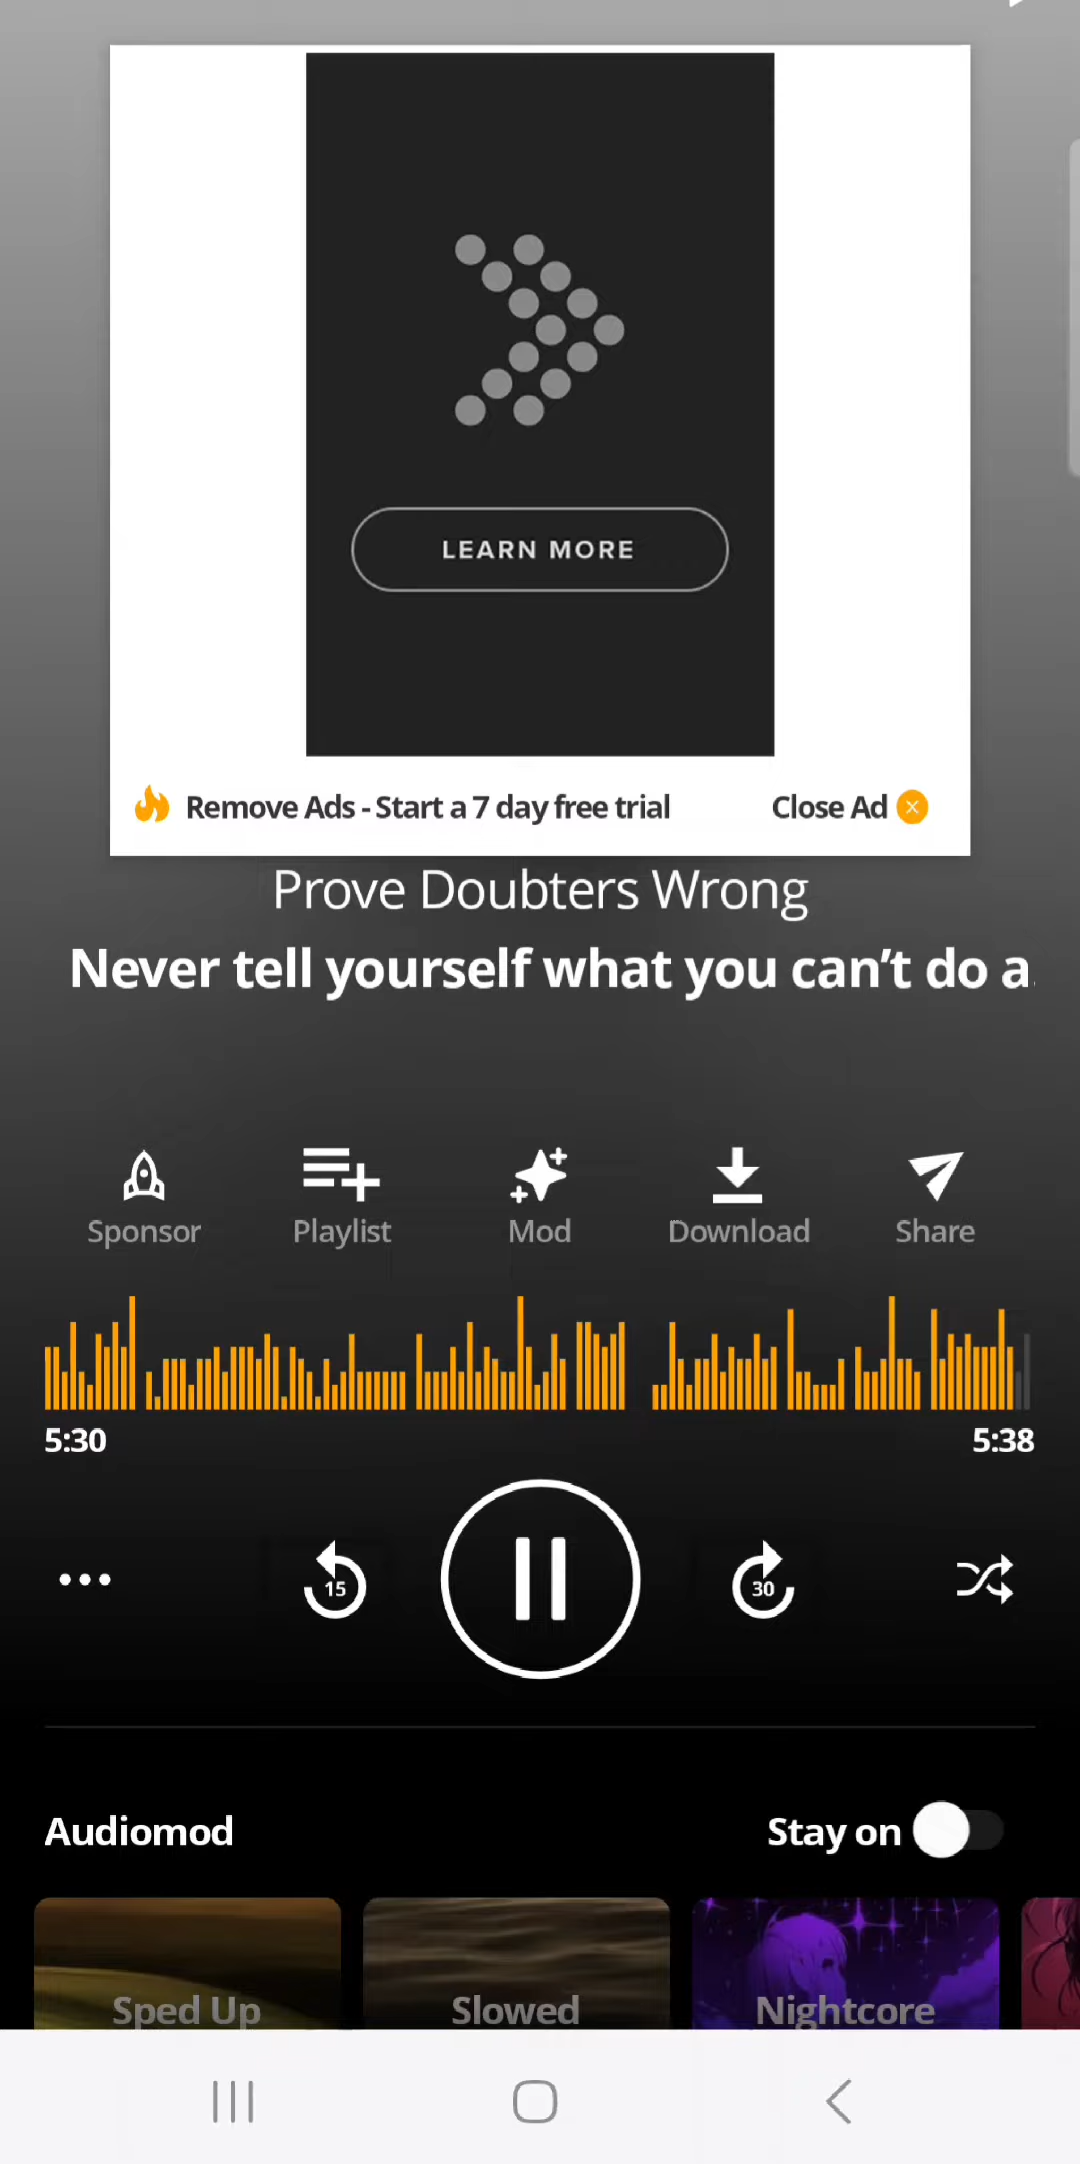 LEARN MORE
Remove Ads - Start a 7 day free trial
Close Ad
Prove Doubters Wrong
Never tell yourself what you can’t do a
Sponsor
Playlist
Mod
Download
Share
5:30
5:38
15
30
Audiomod
Stay on
Sped Up
Slowed
Nightcore